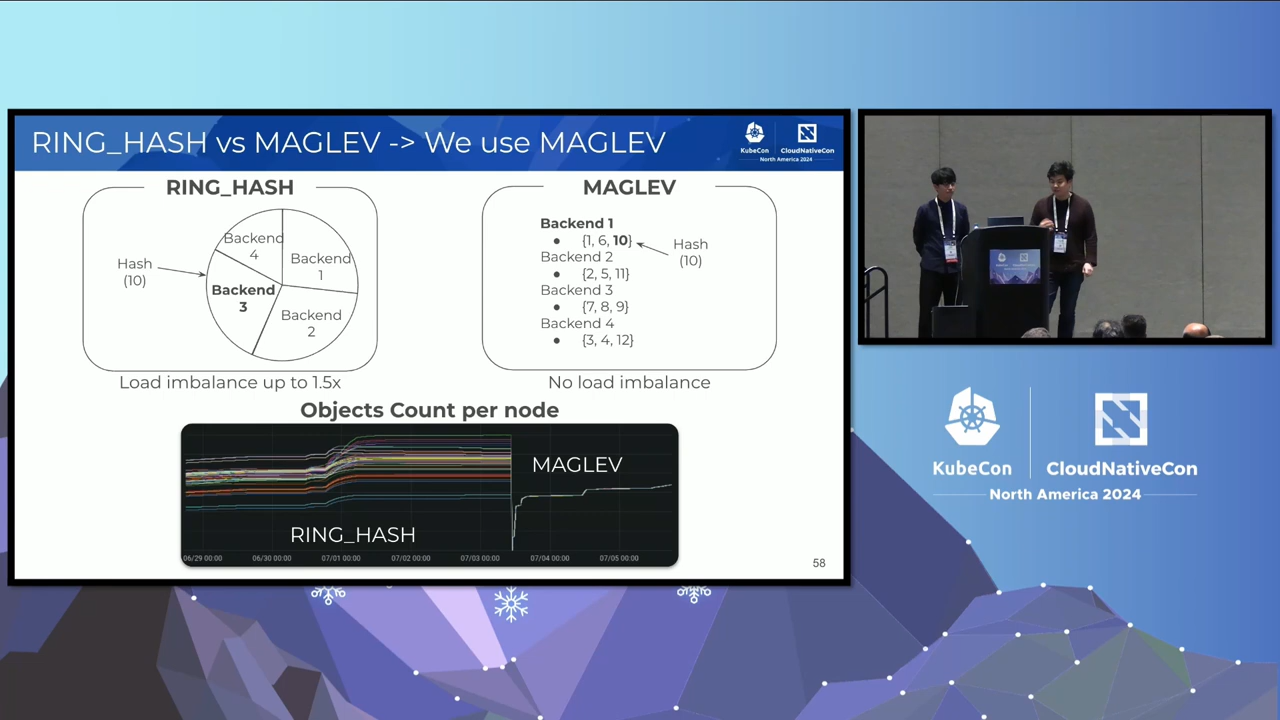 RING_HASH vs MAGLEV -> We use MAGLEV
KubeCon
CloudNativeCon
North America 2024
RING_HASH
Backend
4
Backend
1
Backend
3
Backend
2
Hash
(10)
Load imbalance up to 1.5x
MAGLEV
Backend 1
• {1, 6, 10}
Backend 2
• {2, 5, 11}
Backend 3
• {7, 8, 9}
Backend 4
• {3, 4, 12}
Hash
(10)
No load imbalance
Objects Count per node
RING_HASH
MAGLEV
06/29 00:00
06/30 00:00
07/01 00:00
07/02 00:00
07/03 00:00
07/04 00:00
07/05 00:00
58
KubeCon
CloudNativeCon
North America 2024